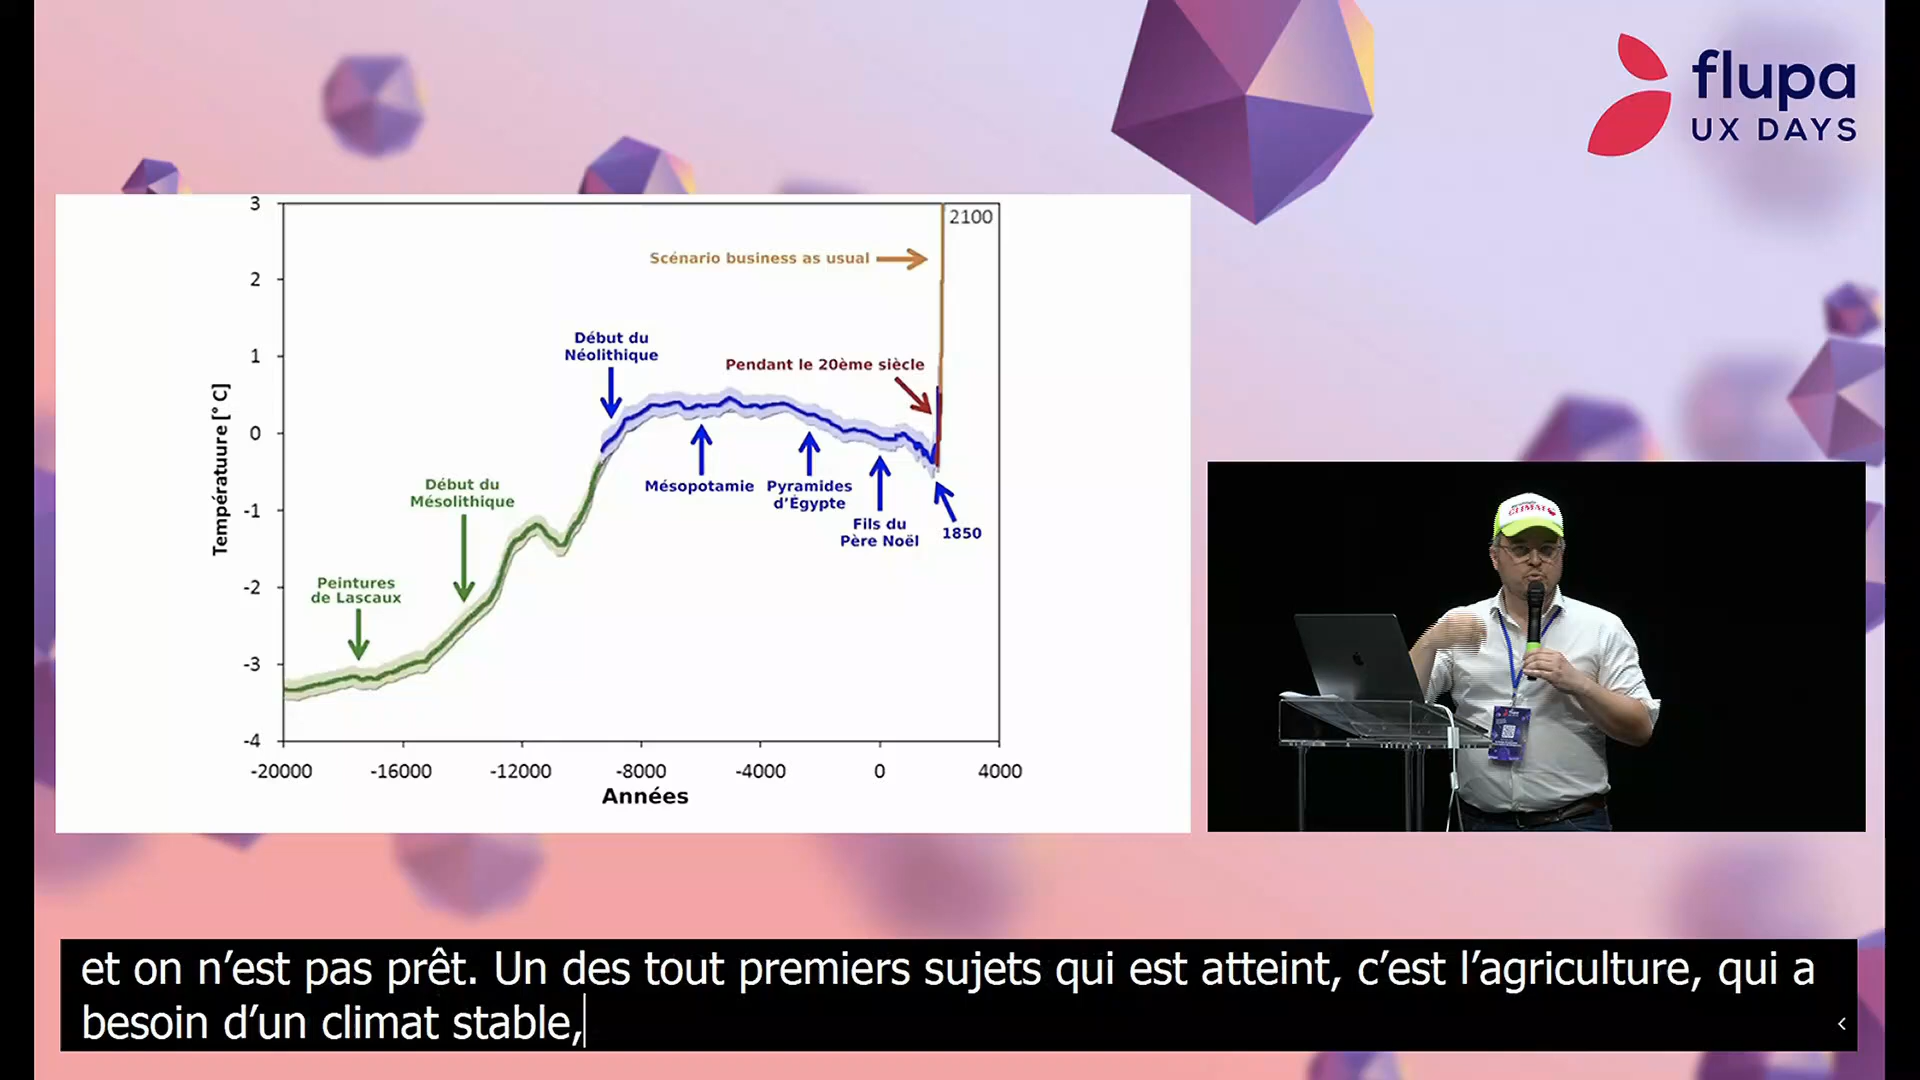 flupa
UX DAYS
3
2100
Scénario business as usual
2
Début du
Néolithique
1
Pendant le 20ème siècle
Températuure [° C]
0
Début du
Mésolithique
Mésopotamie
Pyramides
d'Égypte
-1
Fils du
Père Noël
1850
Peintures
de Lascaux
-2
-3
-4
-20000 -16000 -12000 -8000 -4000 0 4000
Années
CLIMAT
flupa
et on n’est pas prêt. Un des tout premiers sujets qui est atteint, c’est l’agriculture, qui a
besoin d’un climat stable,